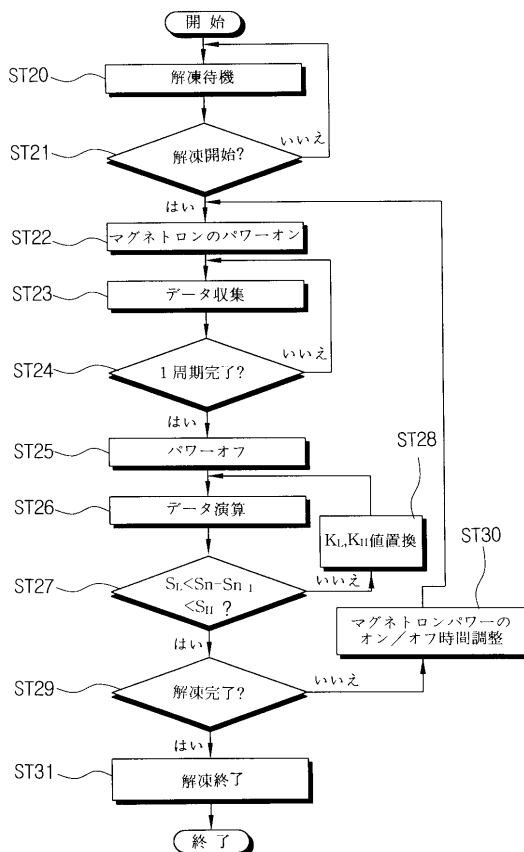 開始
ST20
解凍待機
ST21
解凍開始?
いいえ
はい
ST22
マグネトロンのパワーオン
ST23
データ収集
ST24
1周期完了?
いいえ
はい
ST25
パワーオフ
ST26
データ演算
ST28
KL,KH値置換
ST27
SL<Sn-Sn-1
<SH ?
いいえ
はい
ST30
マグネトロンパワーの
オン/オフ時間調整
ST29
解凍完了?
いいえ
はい
ST31
解凍終了
終了